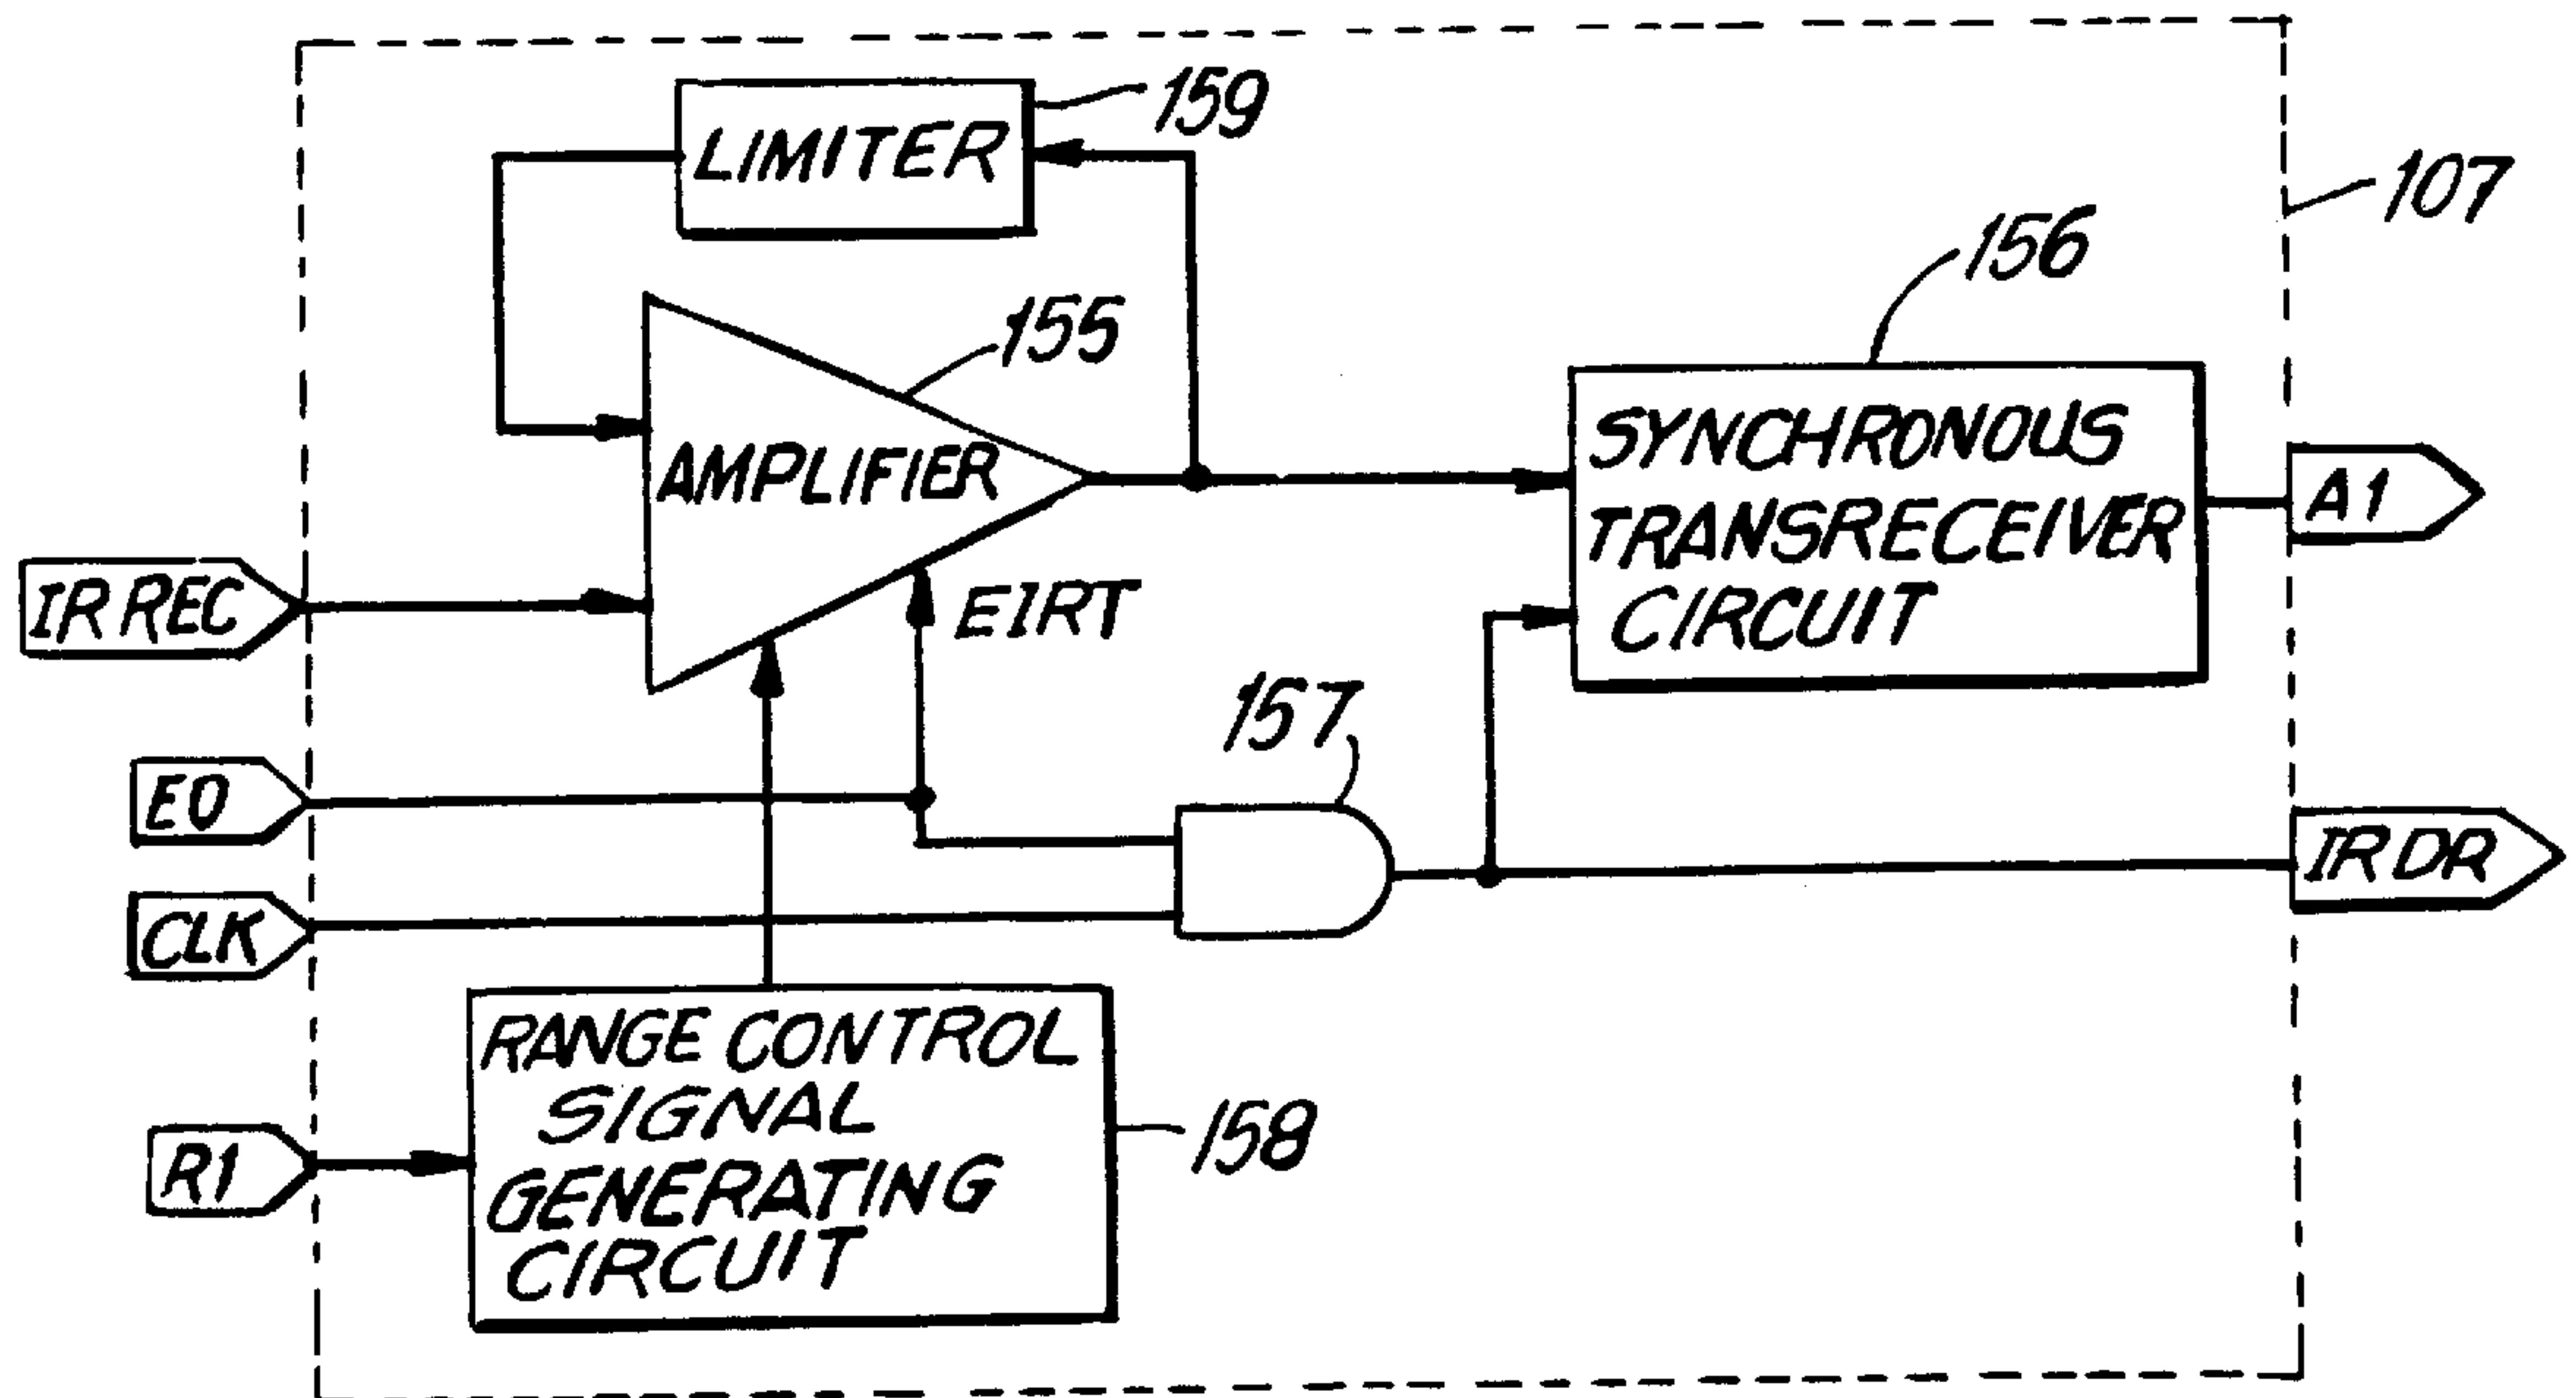 159
LIMITER
107
156
155
SYNCHRONOUS
TRANSRECEIVER
CIRCUIT
AMPLIFIER
A1
IR REC
EIRT
157
E0
IR DR
CLK
RANGE CONTROL
SIGNAL
GENERATING
CIRCUIT
158
R1